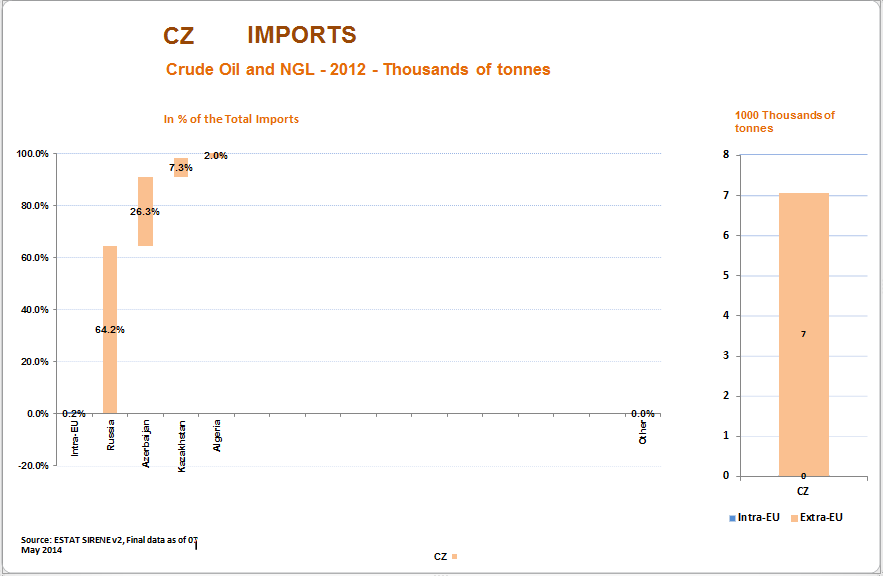 CZ IMPORTS
Crude Oil and NGL - 2012 - Thousands of tonnes
In % of the Total Imports
100.0%
80.0%
60.0%
40.0%
20.0%
0.0%
-20.0%
0.2%
64.2%
26.3%
7.3%
2.0%
0.0%
Intra-EU
Russia
Azerbaijan
Kazakhstan
Algeria
Other
1000 Thousands of
tonnes
8
7
6
5
4
3
2
1
0
7
0
CZ
Intra-EU Extra-EU
Source: ESTAT SIRENE v2, Final data as of 07
May 2014
CZ